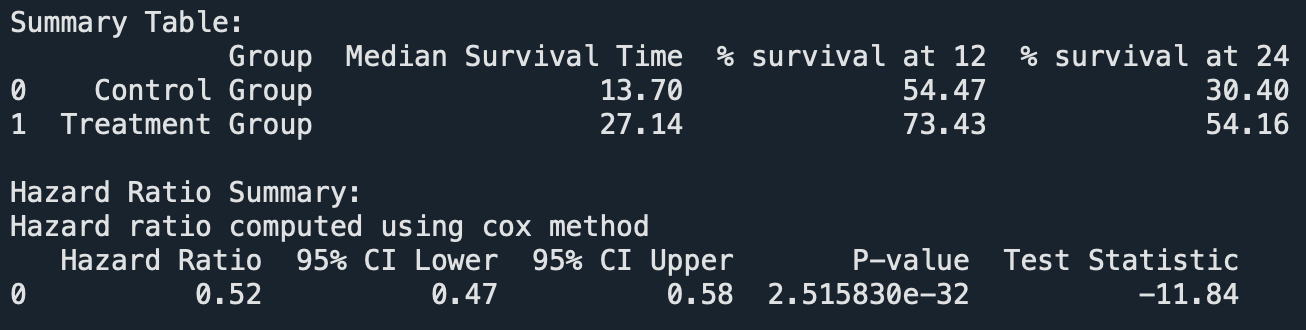 Summary Table:
Group  Median Survival Time  % survival at 12  % survival at 24
0    Control Group                 13.70             54.47             30.40
1  Treatment Group                 27.14             73.43             54.16
Hazard Ratio Summary:
Hazard ratio computed using cox method
Hazard Ratio  95% CI Lower  95% CI Upper       P-value  Test Statistic
0          0.52          0.47          0.58  2.515830e-32          -11.84